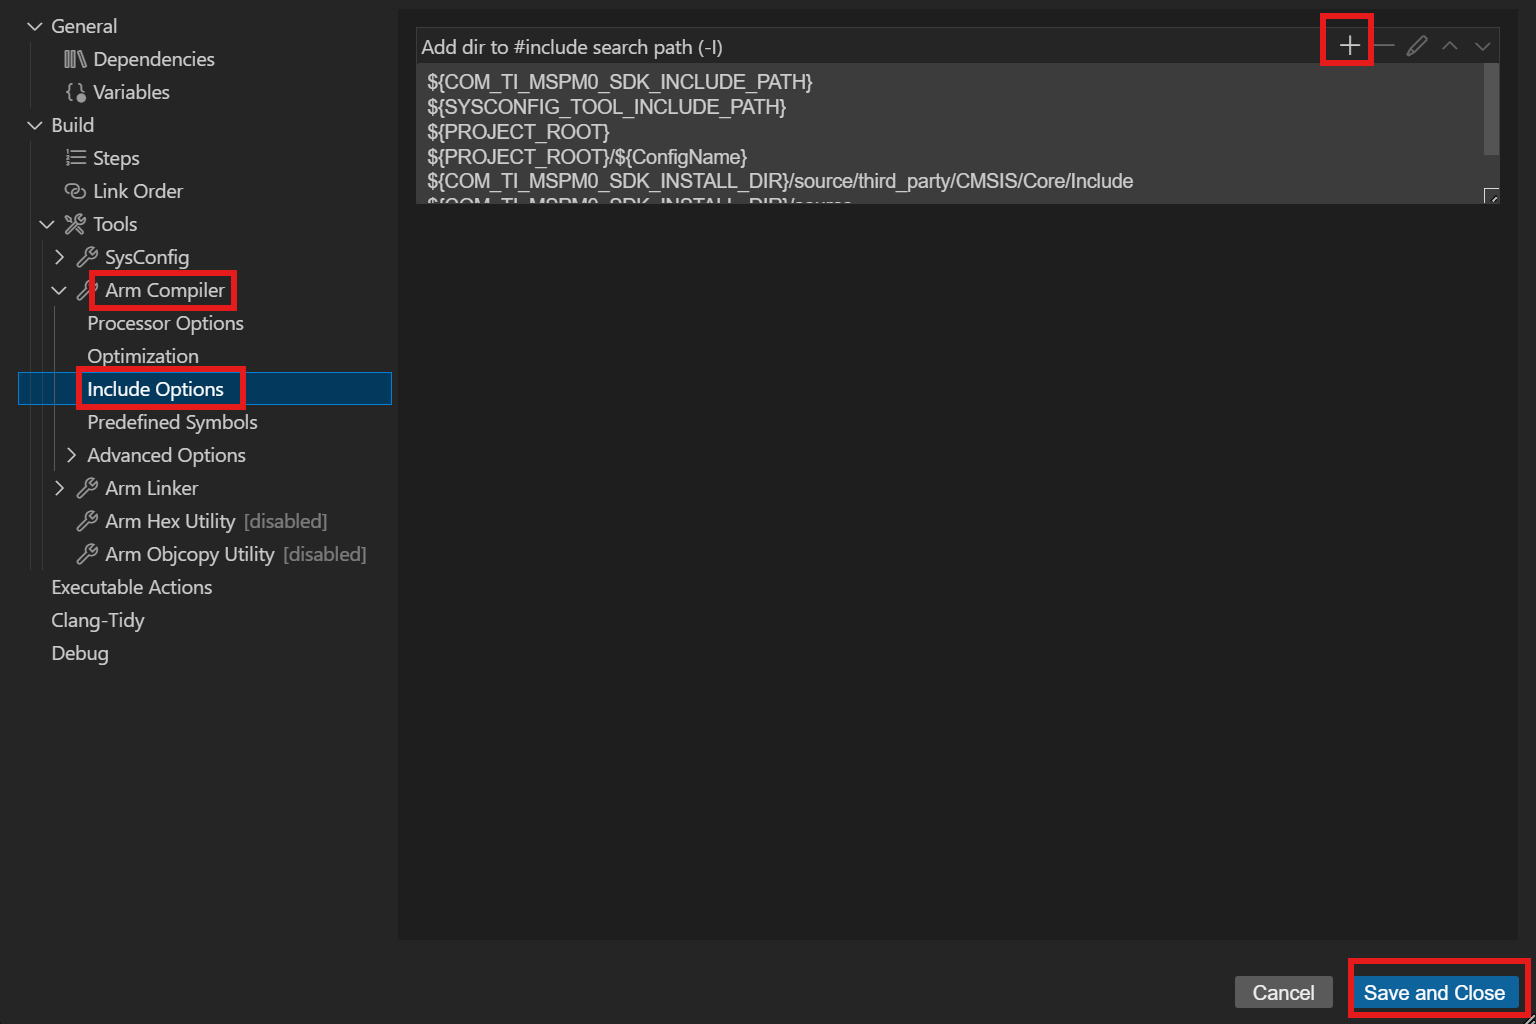 General
Dependencies
Variables
Build
Steps
Link Order
Tools
SysConfig
Arm Compiler
Processor Options
Optimization
Include Options
Predefined Symbols
Advanced Options
Arm Linker
Arm Hex Utility [disabled]
Arm Objcopy Utility [disabled]
Executable Actions
Clang-Tidy
Debug
Add dir to #include search path (-I)
${COM_TI_MSPM0_SDK_INCLUDE_PATH}
${SYSCONFIG_TOOL_INCLUDE_PATH}
${PROJECT_ROOT}
${PROJECT_ROOT}/${ConfigName}
${COM_TI_MSPM0_SDK_INSTALL_DIR}/source/third_party/CMSIS/Core/Include
${COM_TI_MSPM0_SDK_INSTALL_DIR}/source
Cancel
Save and Close